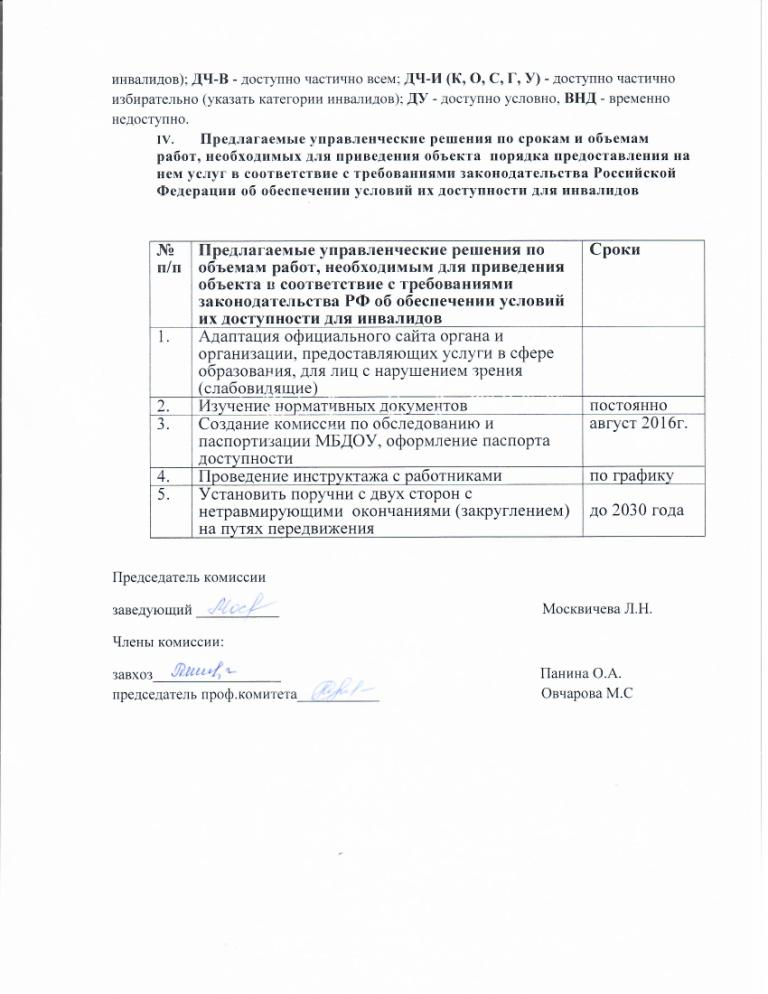 инвалидов); ДЧ-В - доступно частично всем; ДЧ-И (К, О, С, Г, У) - доступно частично
избирательно (указать категории инвалидов); ДУ - доступно условно, ВНД - временно
недоступно.
IV. Предлагаемые управленческие решения по срокам и объемам
работ, необходимых для приведения объекта порядка предоставления на
нем услуг в соответствие с требованиями законодательства Российской
Федерации об обеспечении условий их доступности для инвалидов
№ Предлагаемые управленческие решения по Сроки
п/п объемам работ, необходимым для приведения
объекта в соответствие с требованиями
законодательства РФ об обеспечении условий
их доступности для инвалидов
1. Адаптация официального сайта органа и
организации, предоставляющих услуги в сфере
образования, для лиц с нарушением зрения
(слабовидящие)
2. Изучение нормативных документов постоянно
3. Создание комиссии по обследованию и август 2016г.
паспортизации МБДОУ, оформление паспорта
доступности
4. Проведение инструктажа с работниками по графику
5. Установить поручни с двух сторон с
нетравмирующими окончаниями (закруглением) до 2030 года
на путях передвижения
Председатель комиссии
заведующий Москвичева Л.Н.
Члены комиссии:
завхоз Панина О.А.
председатель проф.комитета Овчарова М.С